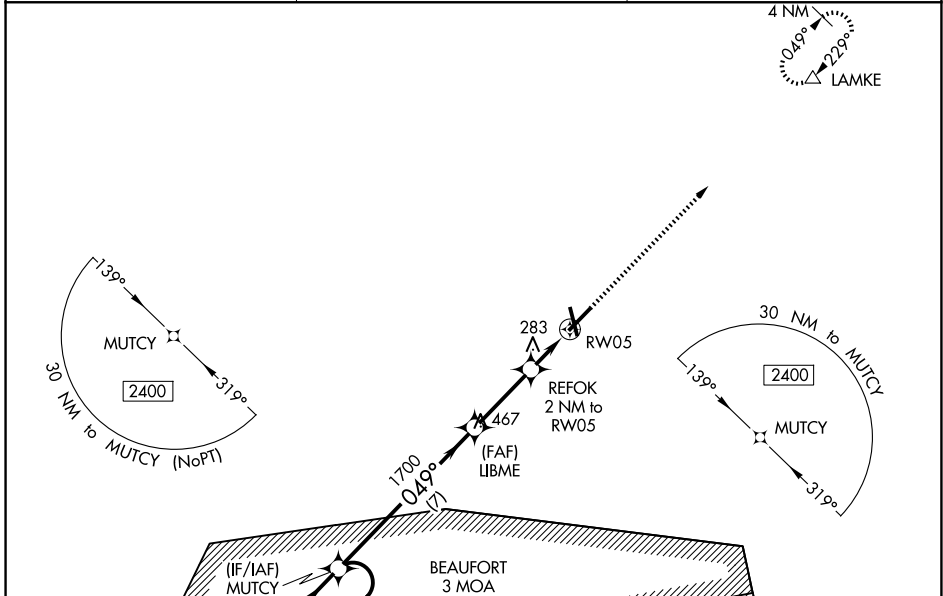 4 NM
049°
229°
LAMKE
139°
MUTCY
319°
2400
30 NM to MUTCY (NoPT)
283
RW05
REFOK
2 NM to
RW05
467
(FAF)
LIBME
1700
049°
(7)
30 NM to MUTCY
2400
139°
MUTCY
319°
(IF/IAF)
MUTCY
BEAUFORT
3 MOA